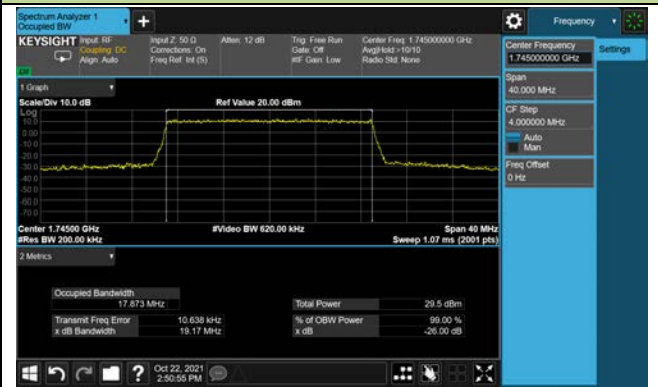 Spectrum Analyzer 1
Occupied BW
KEYSIGHT
Input: RF
Coupling: DC
Align: Auto
Input Z: 50 Ω
Corrections: On
Freq Ref: Int (S)
Atten: 12 dB
Trig: Free Run
Gate: Off
#IF Gain: Low
Center Freq: 1.745000000 GHz
Avg|Hold:>10/10
Radio Std: None
1 Graph
Scale/Div 10.0 dB
Ref Value 20.00 dBm
Log
10.0
0.00
-10.0
-20.0
-30.0
-40.0
-50.0
-60.0
-70.0
Center 1.74500 GHz
#Video BW 620.00 kHz
Span 40 MHz
#Res BW 200.00 kHz
Sweep 1.07 ms (2001 pts)
2 Metrics
Occupied Bandwidth
17.873 MHz
Total Power
29.5 dBm
Transmit Freq Error
10.638 kHz
% of OBW Power
99.00 %
x dB Bandwidth
19.17 MHz
x dB
-26.00 dB
Oct 22, 2021
2:50:55 PM
Frequency
Settings
Center Frequency
1.745000000 GHz
Span
40.000 MHz
CF Step
4.000000 MHz
Auto
Man
Freq Offset
0 Hz